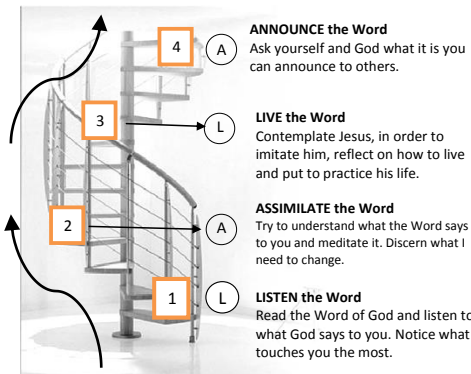 4
A
ANNOUNCE the Word
Ask yourself and God what it is you
can announce to others.
3
L
LIVE the Word
Contemplate Jesus, in order to
imitate him, reflect on how to live
and put to practice his life.
2
A
ASSIMILATE the Word
Try to understand what the Word says
to you and meditate it. Discern what I
need to change.
1
L
LISTEN the Word
Read the Word of God and listen to
what God says to you. Notice what
touches you the most.